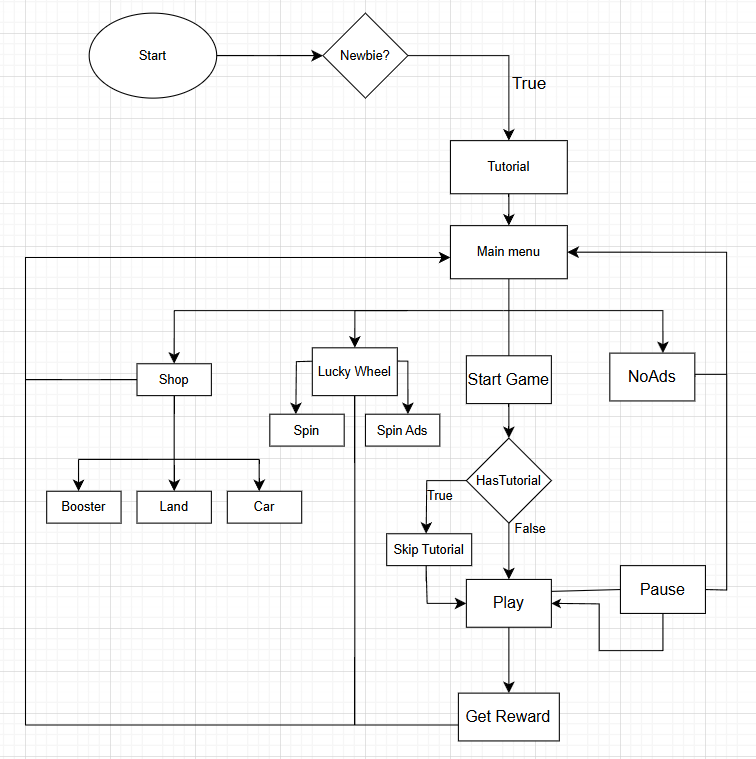 Start
Newbie?
True
Tutorial
Main menu
Shop
Lucky Wheel
Start Game
NoAds
Spin
Spin Ads
HasTutorial
True
Booster
Land
Car
False
Skip Tutorial
Play
Pause
Get Reward